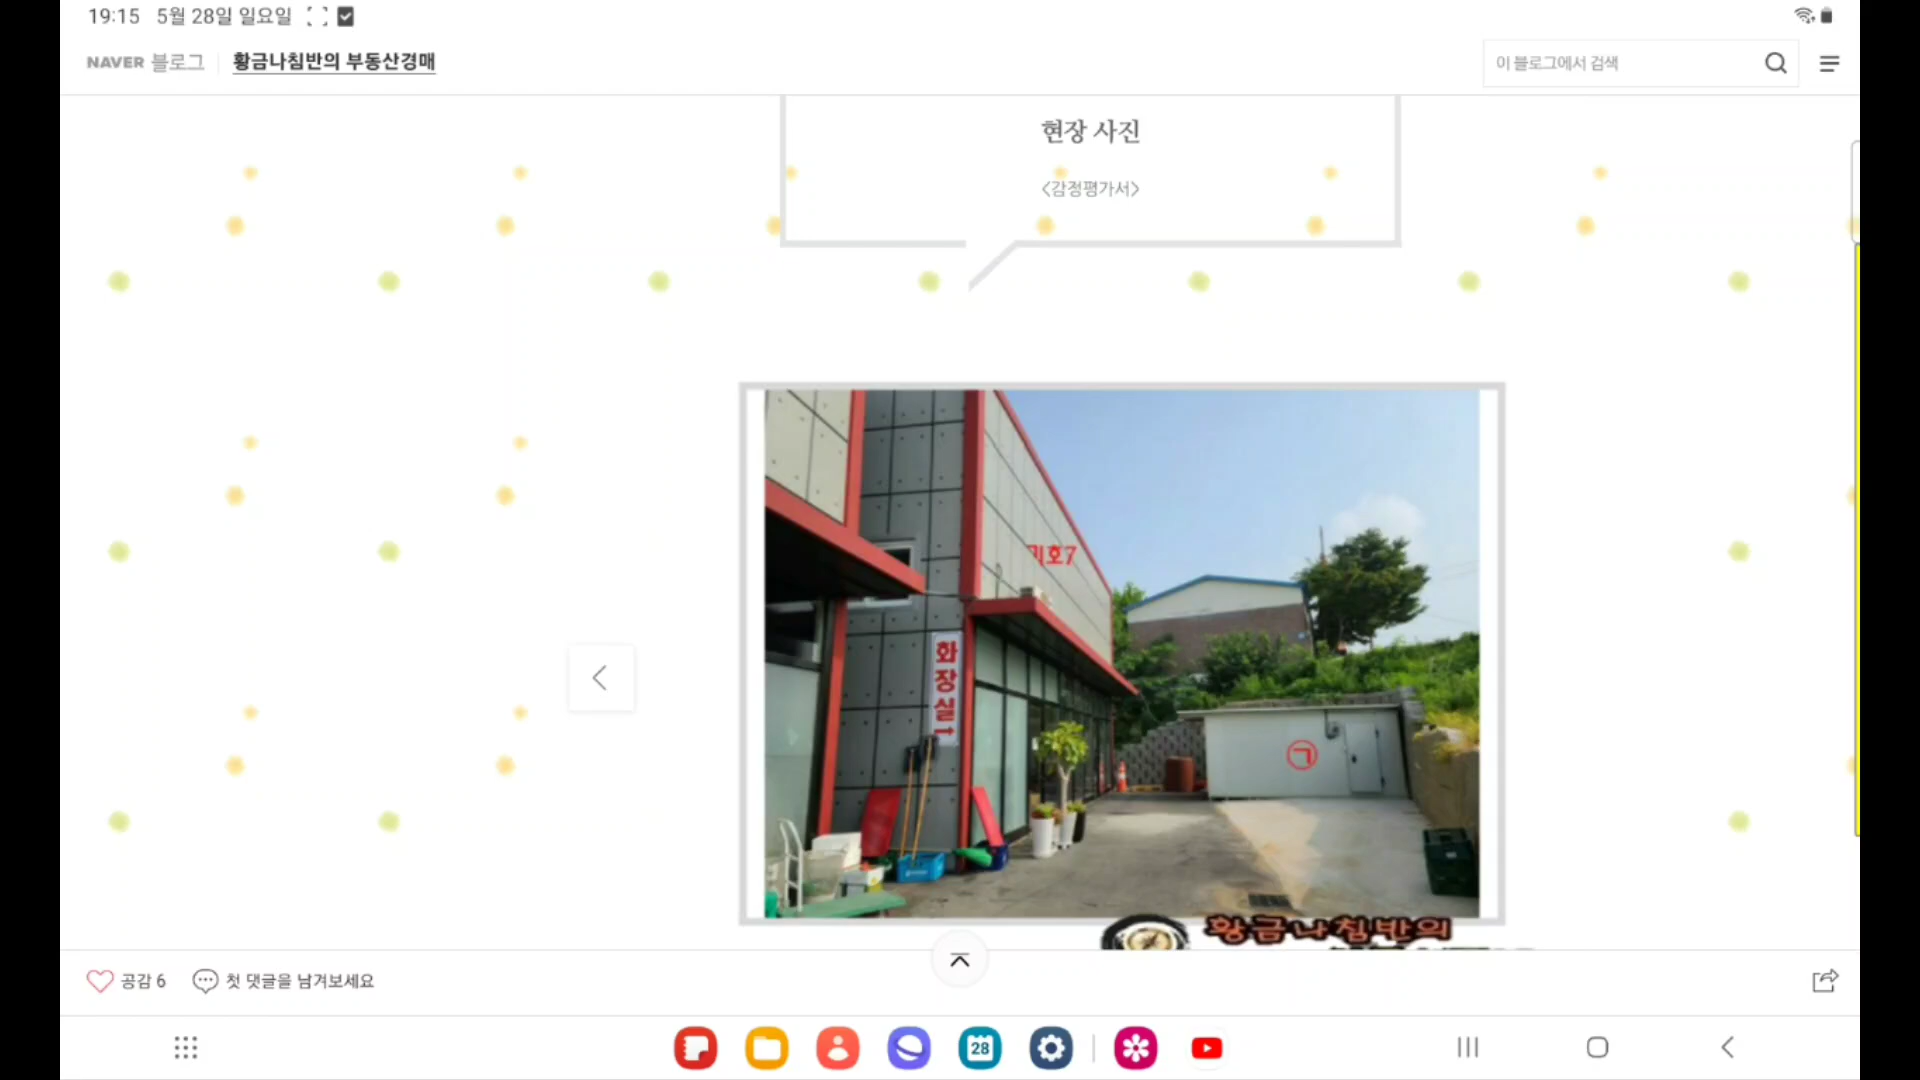 19:15 5월 28일 일요일
NAVER 블로그 황금나침반의 부동산경매
이 블로그에서 검색
현장 사진
<감정평가서>
호7
화장실→
ㄱ
황금나침반의
공감 6 첫 댓글을 남겨보세요
28